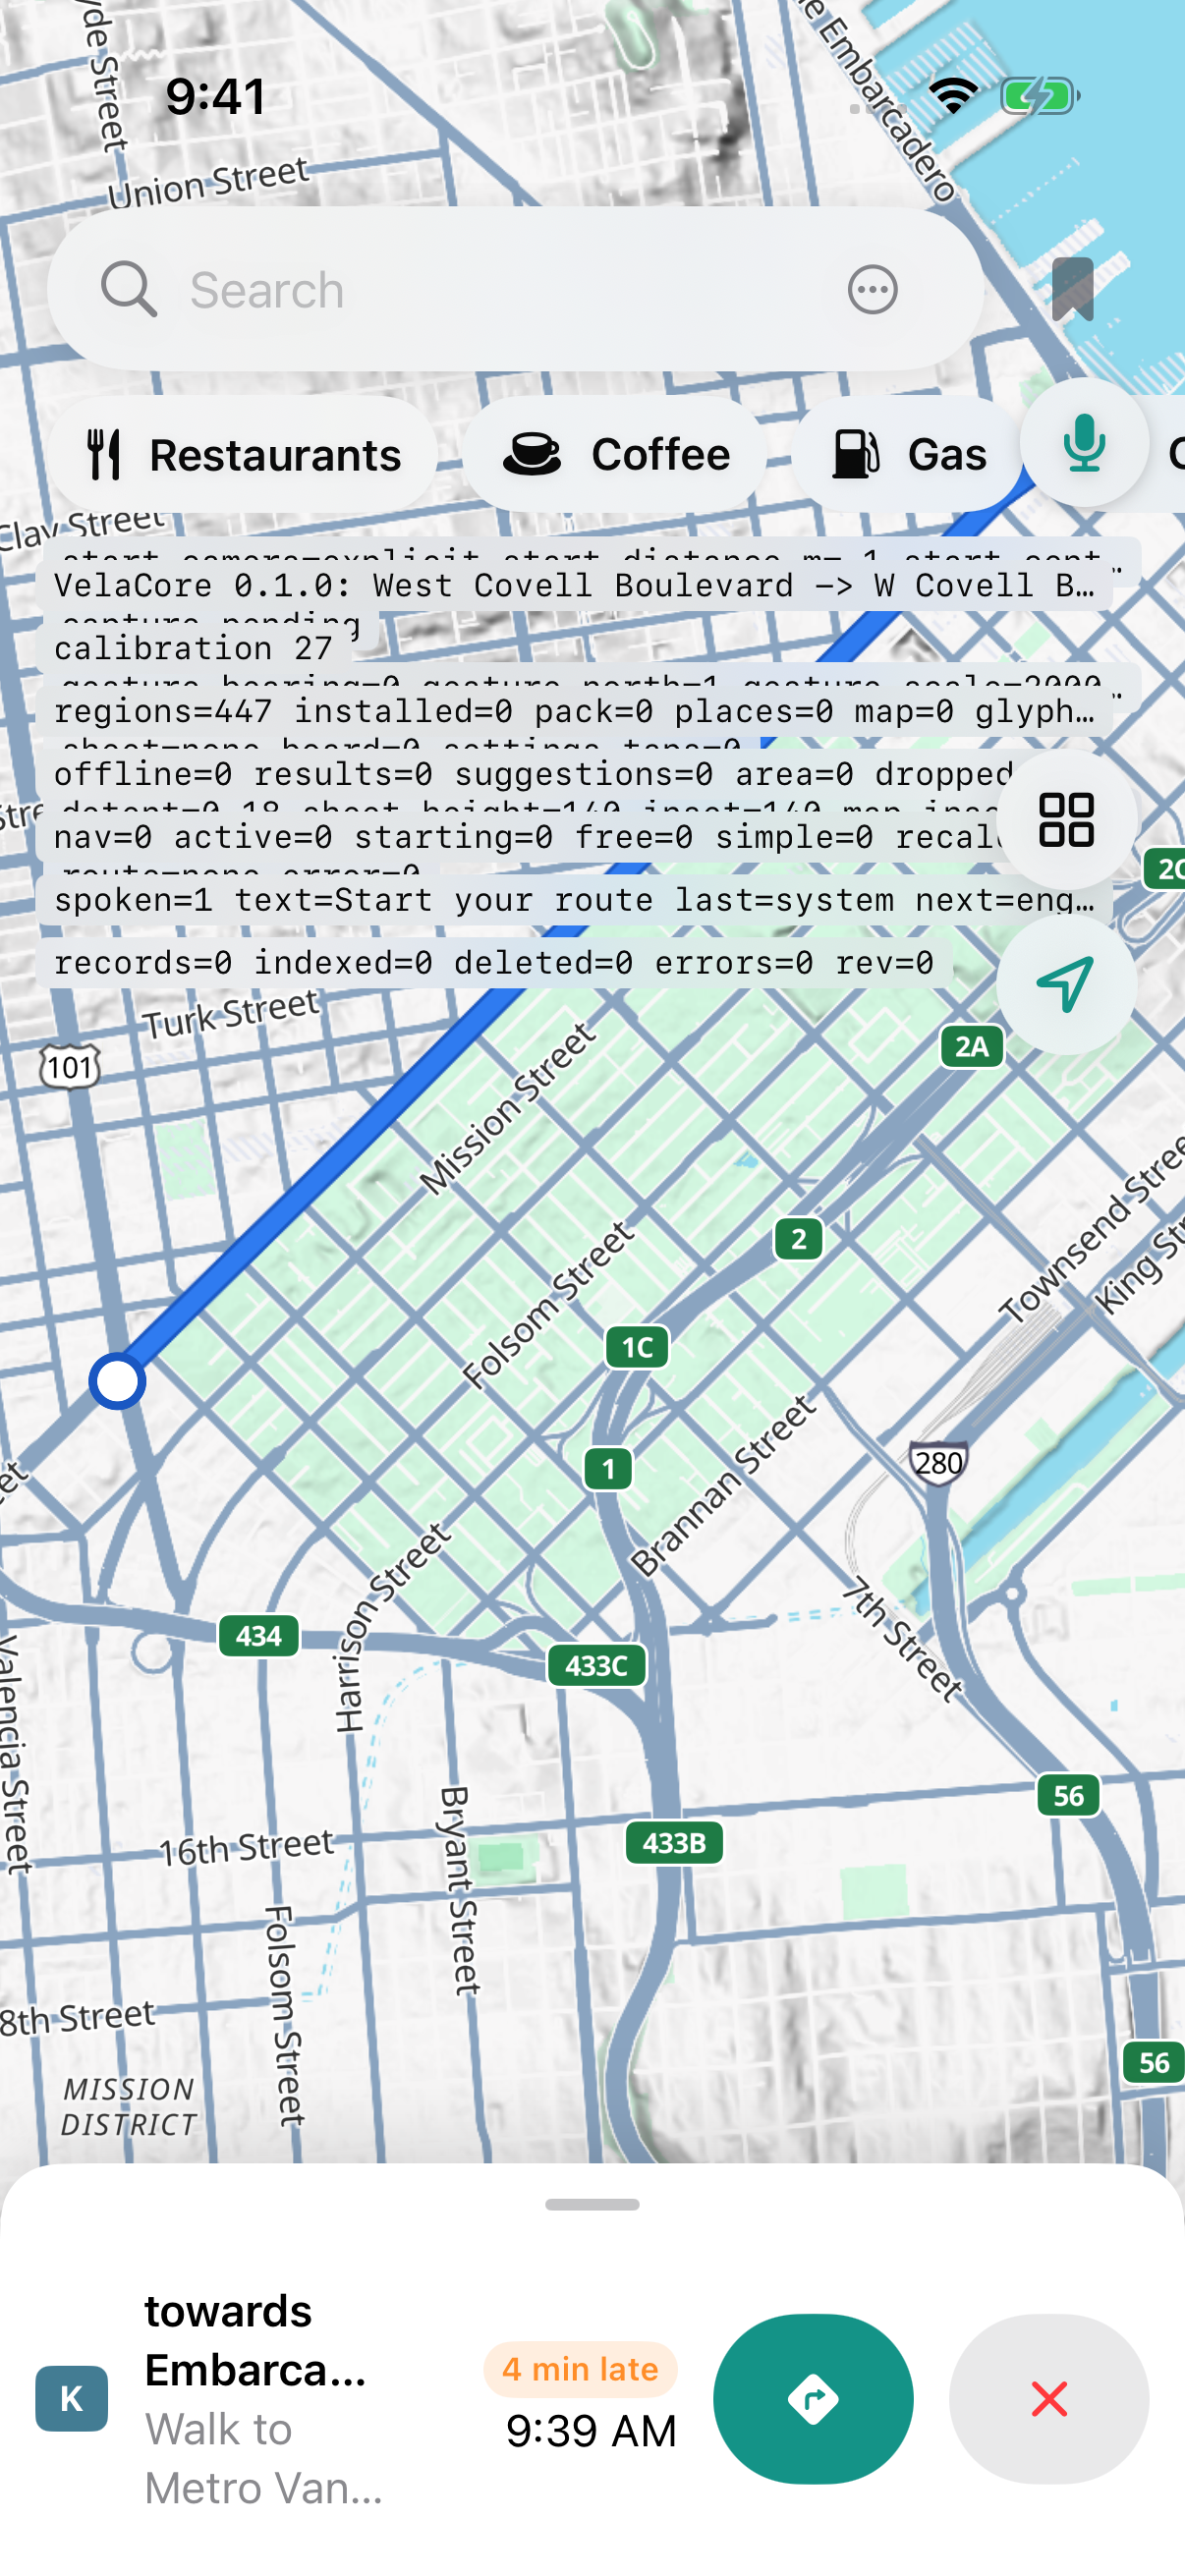 9:41
Union Street
Search
Restaurants
Coffee
Gas
Clay Street
VelaCore 0.1.0: West Covell Boulevard —> W Covell B…
capture pending
calibration 27
regions=447 installed=0 pack=0 places=0 map=0 glyph…
offline=0 results=0 suggestions=0 area=0 dropped
nav=0 active=0 starting=0 free=0 simple=0
spoken=1 text=Start your route last=system next=eng…
records=0 indexed=0 deleted=0 errors=0 rev=0
Turk Street
101
2A
Mission Street
2
Folsom Street
Townsend Stree
King Str
1C
1
280
Brannan Street
Harrison Street
7th Street
434
433C
Valencia Street
56
16th Street
Bryant Street
433B
Folsom Street
8th Street
56
MISSION
DISTRICT
towards
Embarca...
K
4 min late
9:39 AM
Walk to
Metro Van...